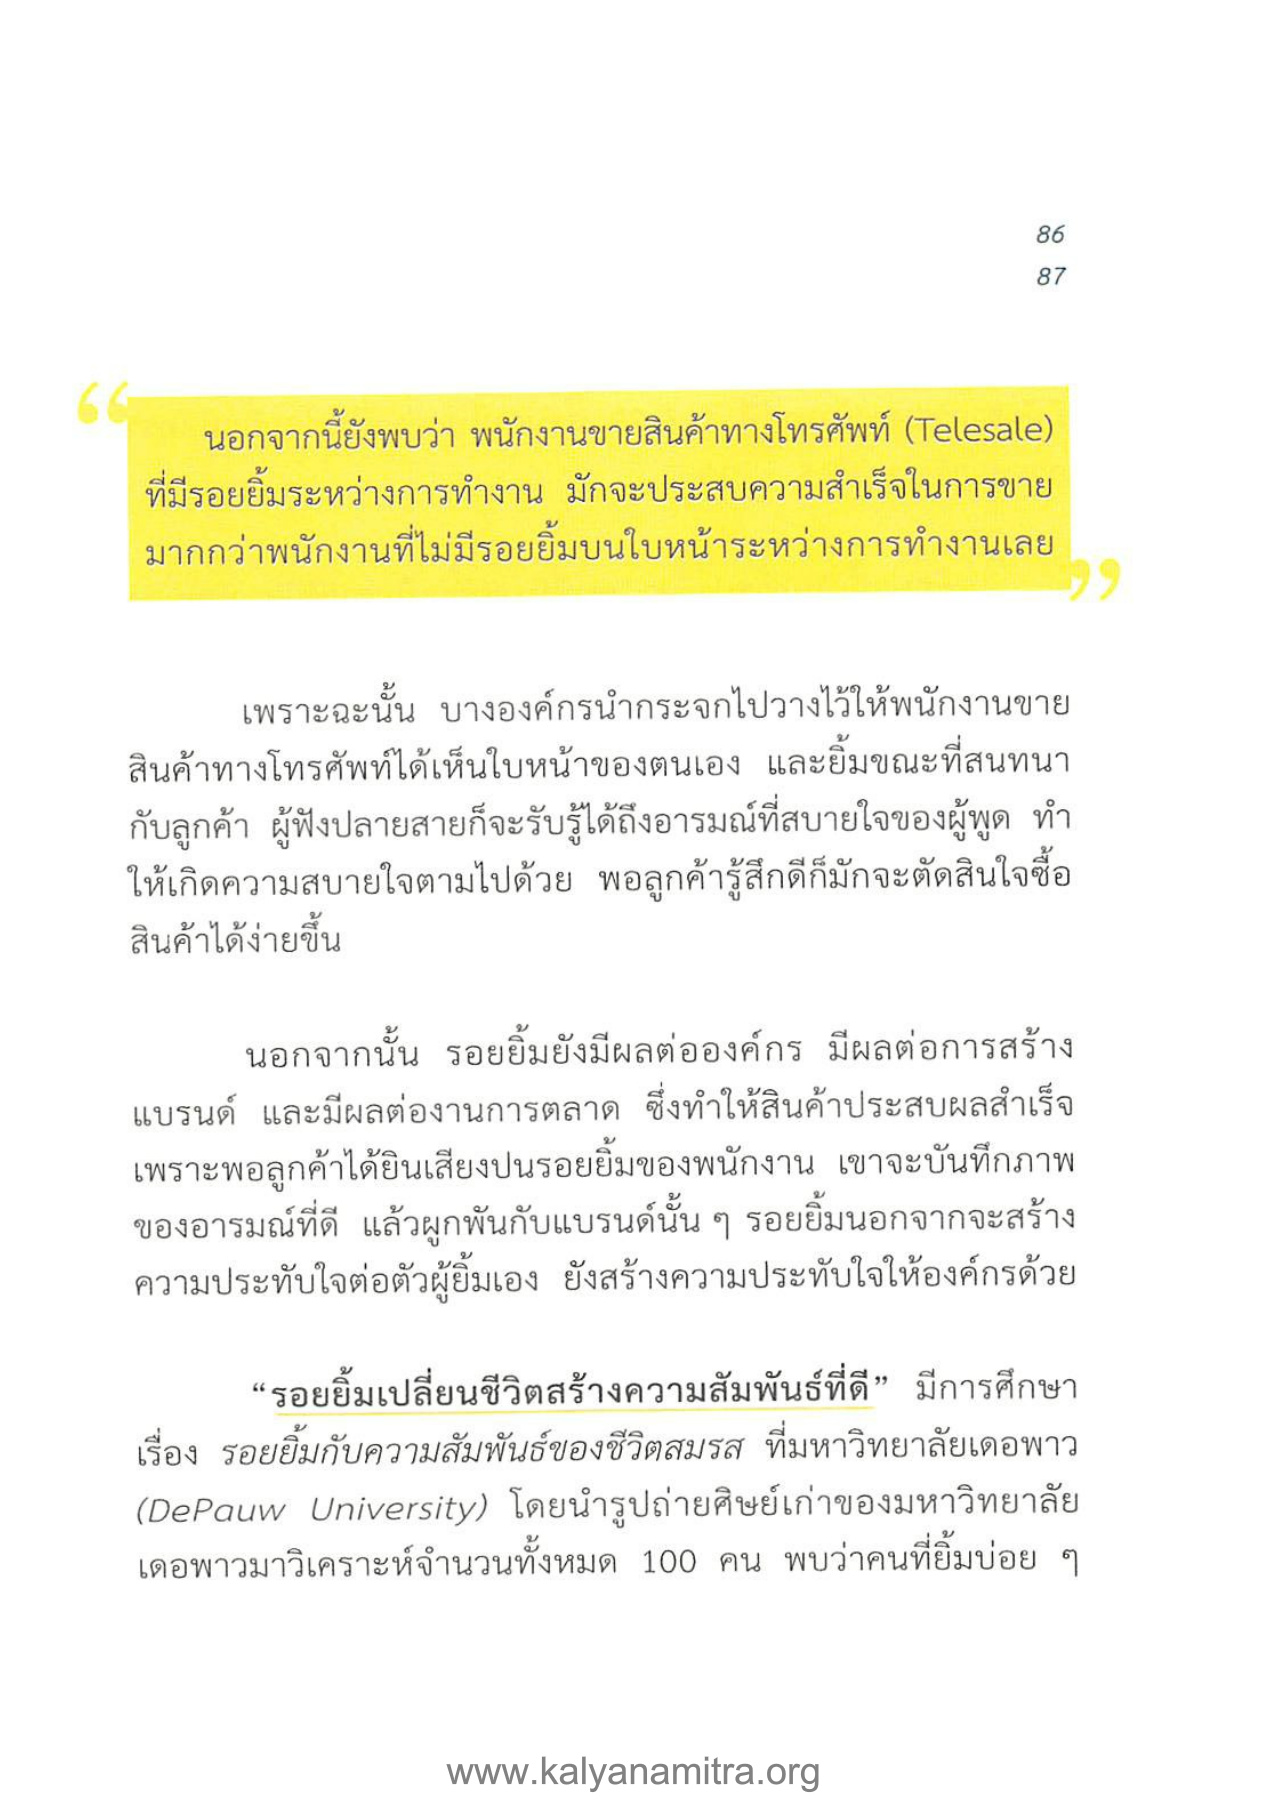 86
87
“
นอกจากนี้ยังพบว่า พนักงานขายสินค้าทางโทรศัพท์ (Telesale)
ที่มีรอยยิ้มระหว่างการทำงาน มักจะประสบความสำเร็จในการขาย
มากกว่าพนักงานที่ไม่มีรอยยิ้มบนใบหน้าระหว่างการทำงานเลย
”
เพราะฉะนั้น บางองค์กรนำกระจกไปวางไว้ให้พนักงานขาย
สินค้าทางโทรศัพท์ได้เห็นใบหน้าของตนเอง และยิ้มขณะที่สนทนา
กับลูกค้า ผู้ฟังปลายสายก็จะรับรู้ได้ถึงอารมณ์ที่สบายใจของผู้พูด ทำ
ให้เกิดความสบายใจตามไปด้วย พอลูกค้ารู้สึกดีก็มักจะตัดสินใจซื้อ
สินค้าได้ง่ายขึ้น
นอกจากนั้น รอยยิ้มยังมีผลต่อองค์กร มีผลต่อการสร้าง
แบรนด์ และมีผลต่องานการตลาด ซึ่งทำให้สินค้าประสบผลสำเร็จ
เพราะพอลูกค้าได้ยินเสียงปนรอยยิ้มของพนักงาน เขาจะบันทึกภาพ
ของอารมณ์ที่ดี แล้วผูกพันกับแบรนด์นั้น ๆ รอยยิ้มนอกจากจะสร้าง
ความประทับใจต่อตัวผู้ยิ้มเอง ยังสร้างความประทับใจให้องค์กรด้วย
“รอยยิ้มเปลี่ยนชีวิตสร้างความสัมพันธ์ที่ดี” มีการศึกษา
เรื่อง รอยยิ้มกับความสัมพันธ์ของชีวิตสมรส ที่มหาวิทยาลัยเดอพาว
(DePauw University) โดยนำรูปถ่ายศิษย์เก่าของมหาวิทยาลัย
เดอพาวมาวิเคราะห์จำนวนทั้งหมด 100 คน พบว่าคนที่ยิ้มบ่อย ๆ
www.kalyanamitra.org